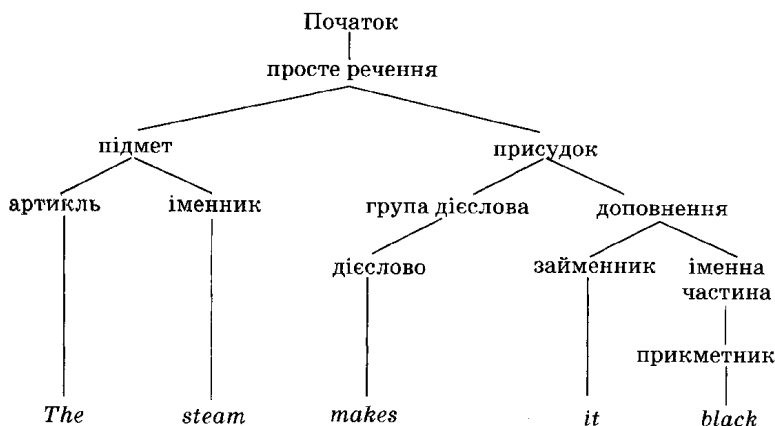 Початок
просте речення
підмет присудок
артикль іменник група дієслова доповнення
дієслово займенник іменна
частина
прикметник
The steam makes it black